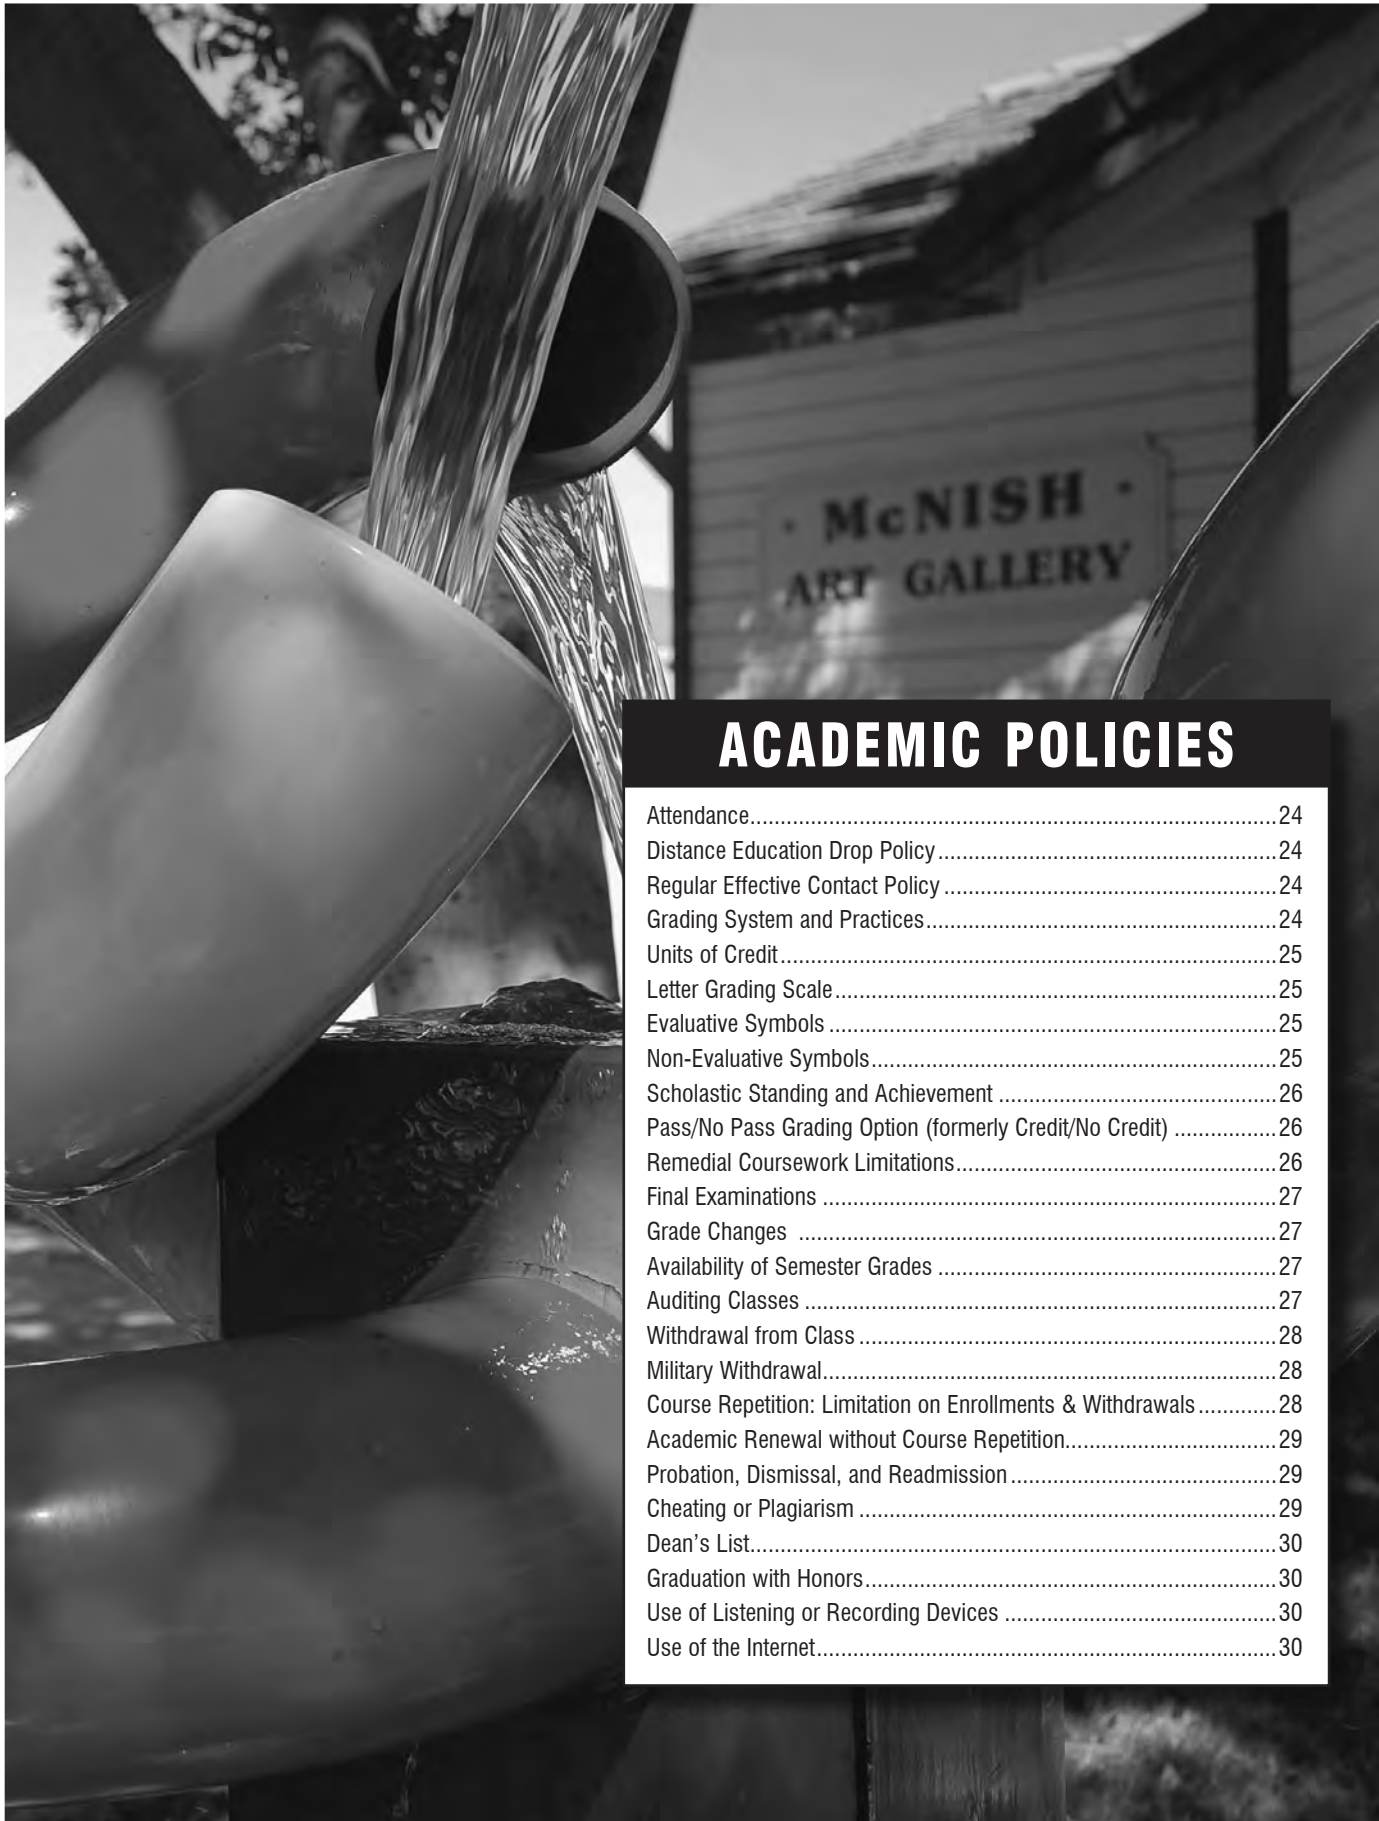 · McNISH ·
ART GALLERY
ACADEMIC POLICIES
Attendance.......................................................................................24
Distance Education Drop Policy........................................................24
Regular Effective Contact Policy.......................................................24
Grading System and Practices..........................................................24
Units of Credit..................................................................................25
Letter Grading Scale.........................................................................25
Evaluative Symbols..........................................................................25
Non-Evaluative Symbols...................................................................25
Scholastic Standing and Achievement..............................................26
Pass/No Pass Grading Option (formerly Credit/No Credit).................26
Remedial Coursework Limitations.....................................................26
Final Examinations...........................................................................27
Grade Changes...............................................................................27
Availability of Semester Grades........................................................27
Auditing Classes..............................................................................27
Withdrawal from Class.....................................................................28
Military Withdrawal...........................................................................28
Course Repetition: Limitation on Enrollments & Withdrawals.............28
Academic Renewal without Course Repetition...................................29
Probation, Dismissal, and Readmission............................................29
Cheating or Plagiarism.....................................................................29
Dean's List.......................................................................................30
Graduation with Honors....................................................................30
Use of Listening or Recording Devices.............................................30
Use of the Internet............................................................................30